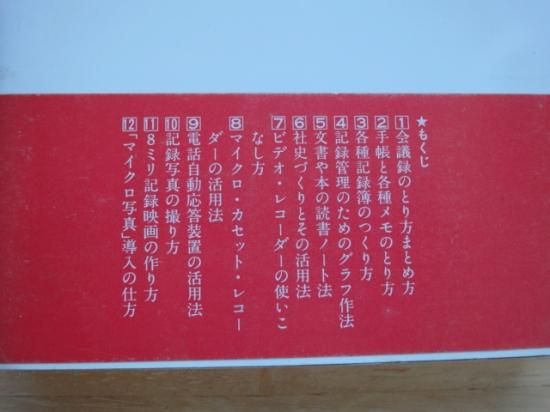 ★もくじ
1会議録のとり方まとめ方
2手帳と各種メモのとり方
3各種記録簿のつくり方
4記録管理のためのグラフ作法
5文書や本の読書ノート法
6社史づくりとその活用法
7ビデオ・レコーダーの使いこ
なし方
8マイクロ・カセット・レコー
ダーの活用法
9電話自動応答装置の活用法
10記録写真の撮り方
118ミリ記録映画の作り方
12「マイクロ写真」導入の仕方